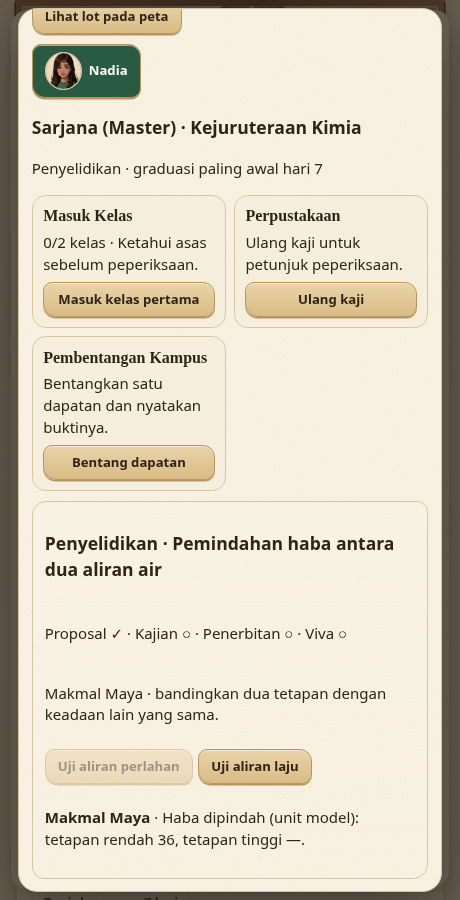 Lihat lot pada peta
Nadia
Sarjana (Master) · Kejuruteraan Kimia
Penyelidikan · graduasi paling awal hari 7
Masuk Kelas
0/2 kelas · Ketahui asas
sebelum peperiksaan.
Masuk kelas pertama
Perpustakaan
Ulang kaji untuk
petunjuk peperiksaan.
Ulang kaji
Pembentangan Kampus
Bentangkan satu
dapatan dan nyatakan
buktinya.
Bentang dapatan
Penyelidikan · Pemindahan haba antara
dua aliran air
Proposal ✓ · Kajian ○ · Penerbitan ○ · Viva ○
Makmal Maya · bandingkan dua tetapan dengan
keadaan lain yang sama.
Uji aliran perlahan
Uji aliran laju
Makmal Maya · Haba dipindah (unit model):
tetapan rendah 36, tetapan tinggi —.